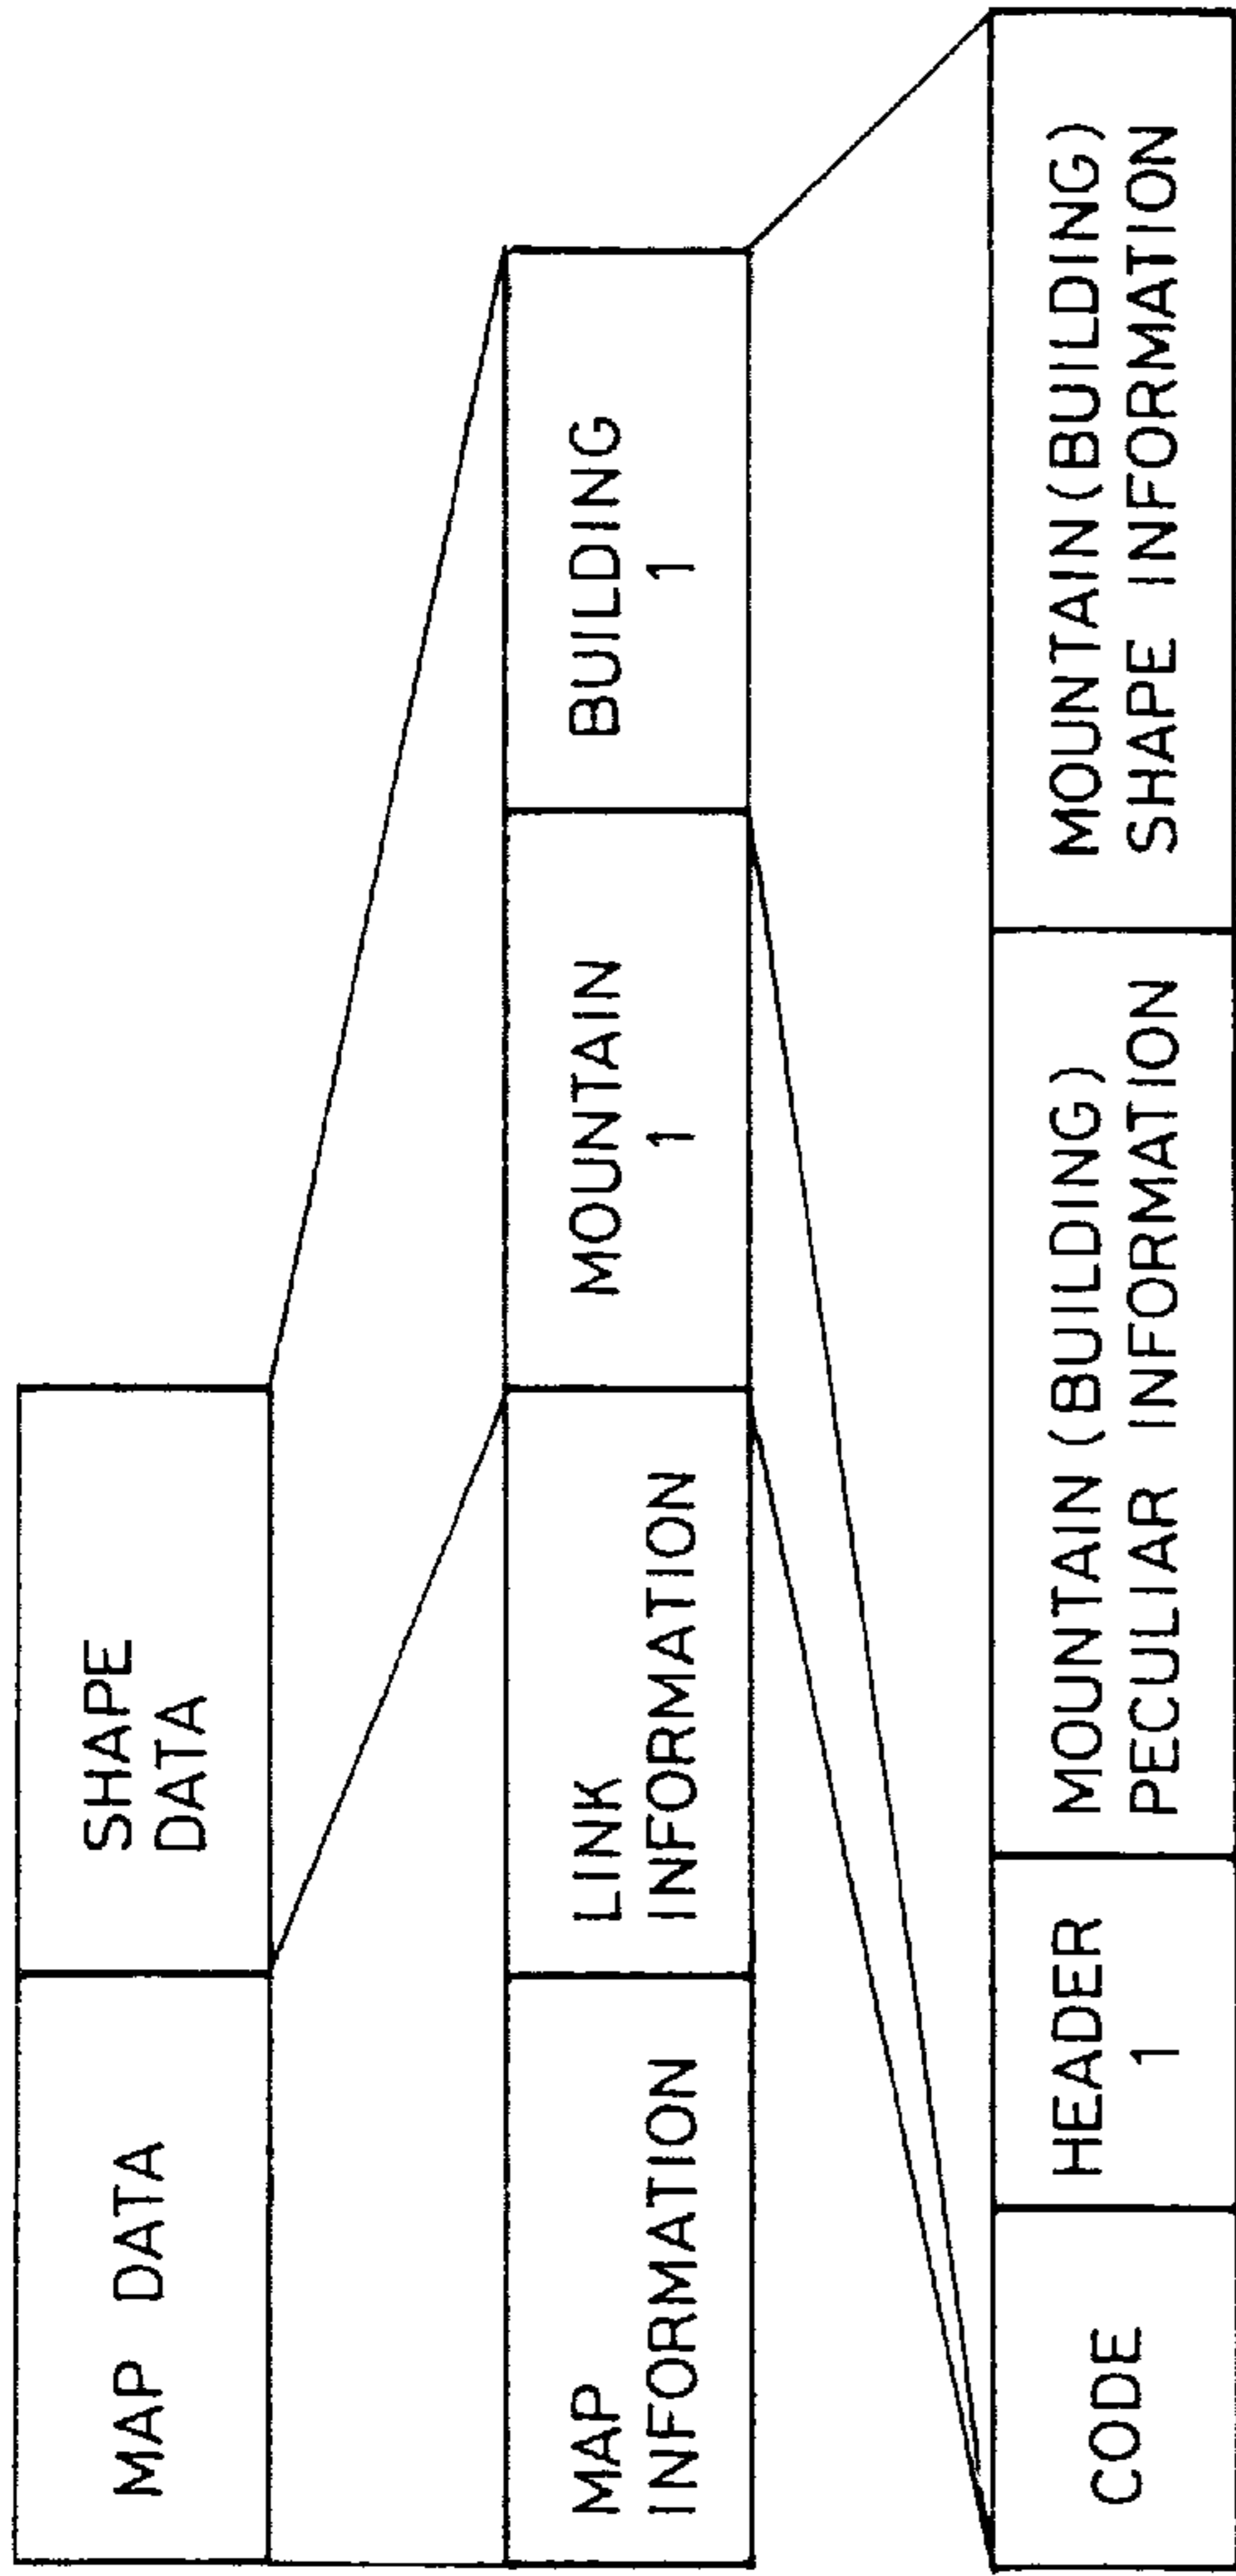 MAP DATA
SHAPE
DATA
MAP
INFORMATION
LINK
INFORMATION
MOUNTAIN
1
BUILDING
1
CODE
HEADER
1
MOUNTAIN (BUILDING)
PECULIAR INFORMATION
MOUNTAIN (BUILDING)
SHAPE INFORMATION